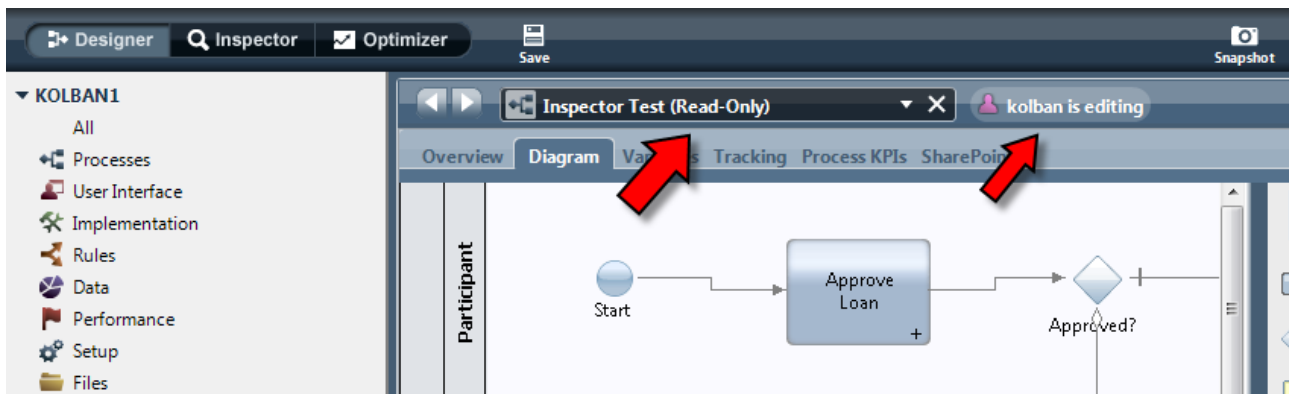 Designer Inspector Optimizer Save Snapshot
KOLBAN1
All
Processes
User Interface
Implementation
Rules
Data
Performance
Setup
Files
Inspector Test (Read-Only) kolban is editing
Overview Diagram Tracking Process KPIs
Participant
Start
Approve
Loan
Approved?